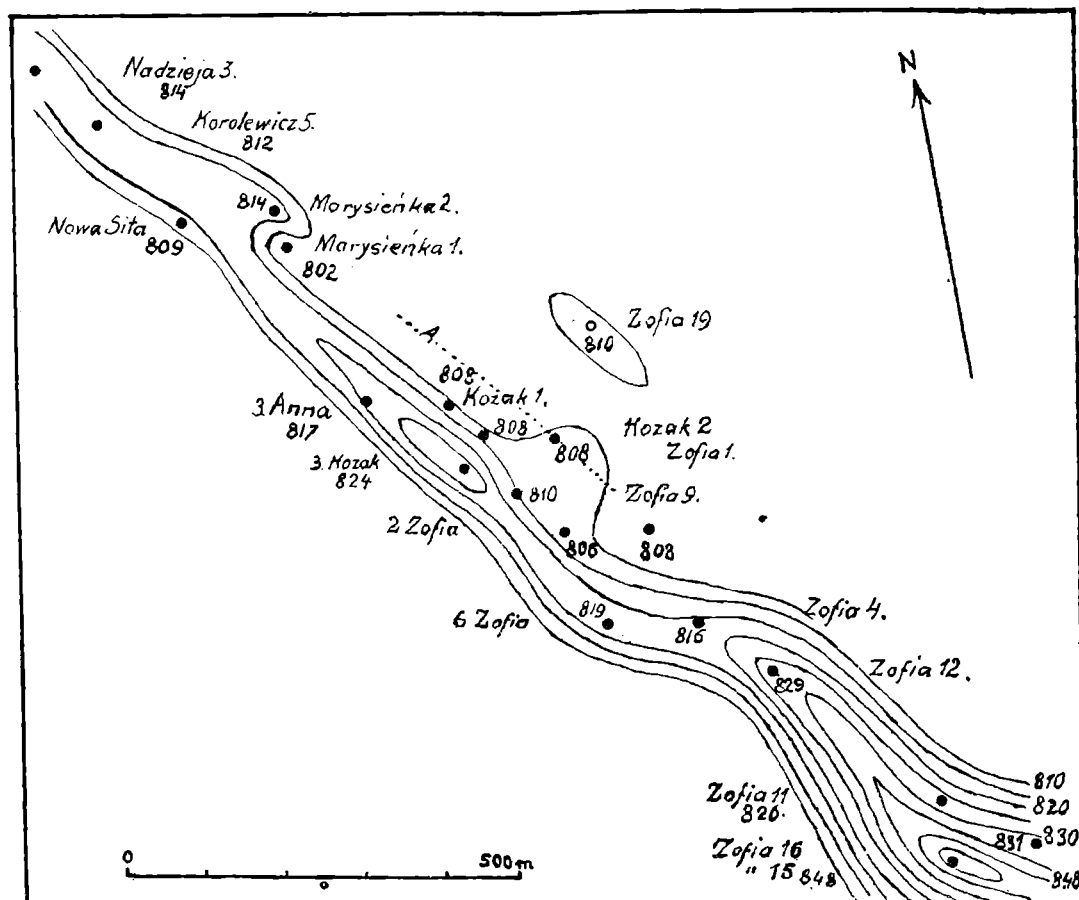 N
Nadzieja 3.
814
Korolewicz 5.
812
814
Marysieńka 2.
Nowa Siła
809
Marysieńka 1.
802
Zofia 19
810
A.
808
Kozak 1.
808
3. Anna
817
Kozak 2
Zofia 1.
808
3. Kozak
824
810
Zofia 9.
2 Zofia
806
808
6 Zofia
819
816
Zofia 4.
Zofia 12.
829
810
820
830
831
848
Zofia 11
826.
Zofia 16
" 15 848
0
500 m